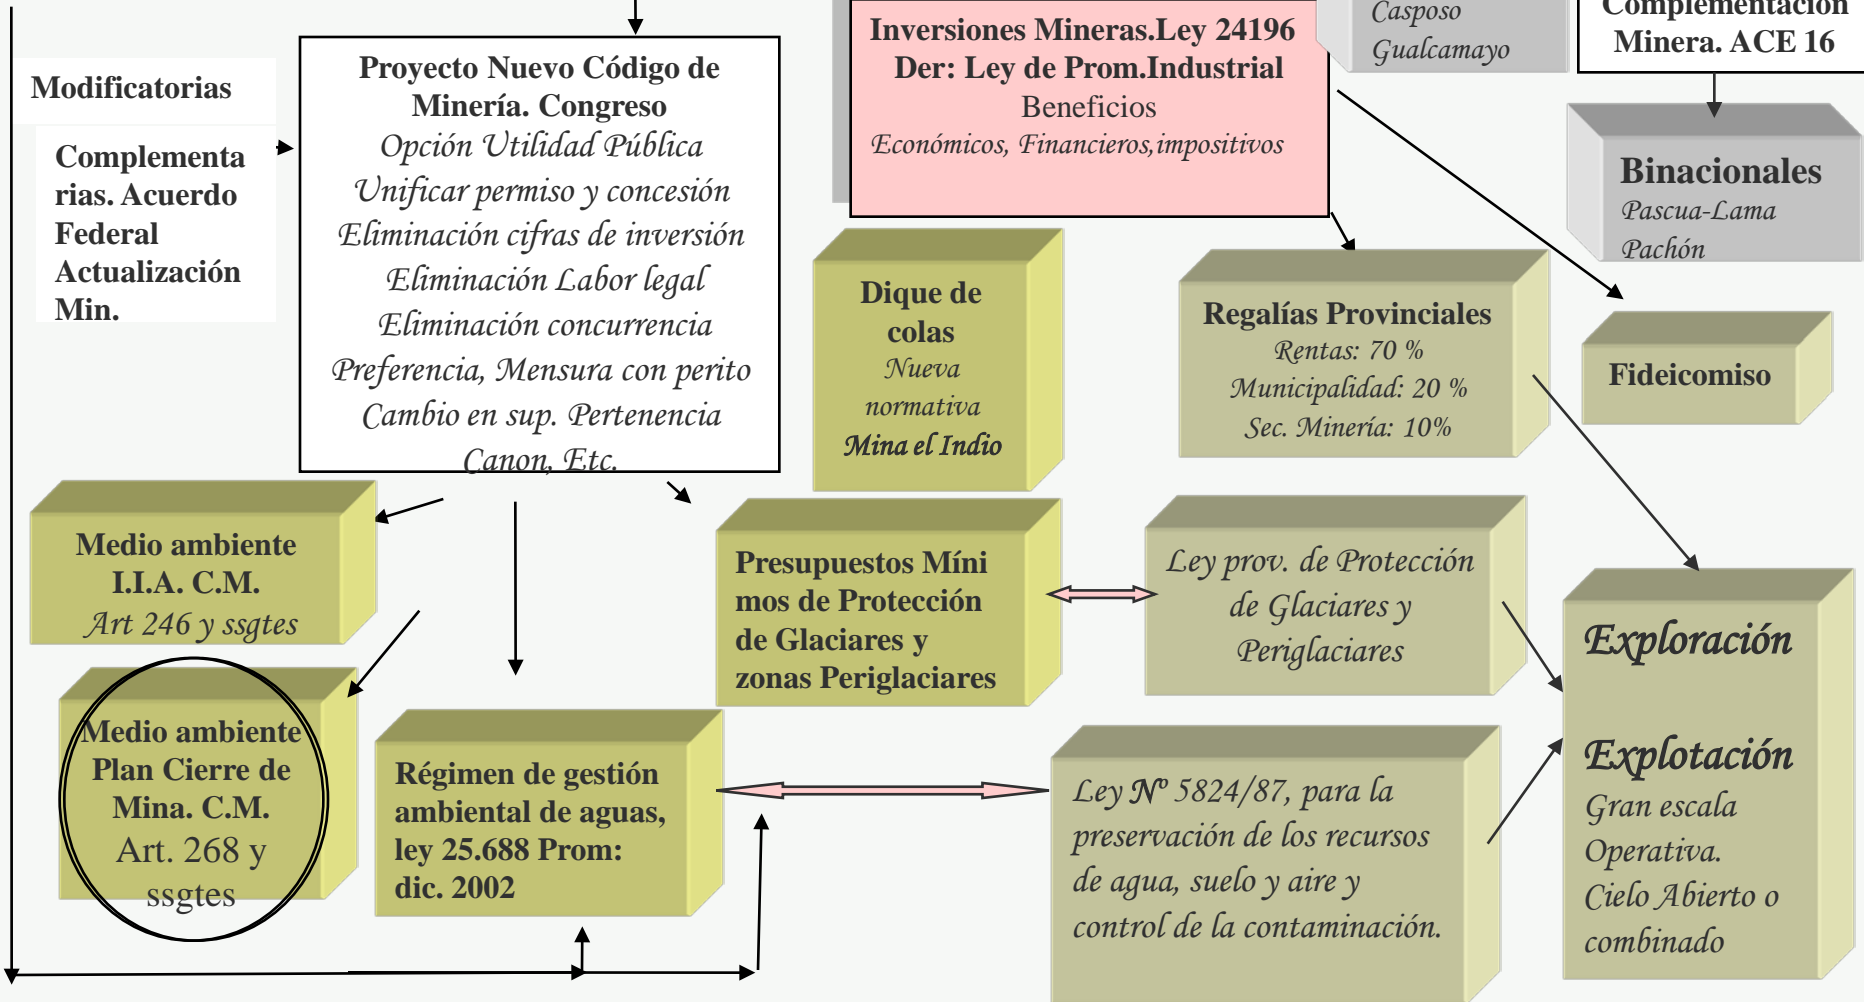 Modificatorias
Complementa
rias. Acuerdo
Federal
Actualización
Min.
Proyecto Nuevo Código de
Minería. Congreso
Opción Utilidad Pública
Unificar permiso y concesión
Eliminación cifras de inversión
Eliminación Labor legal
Eliminación concurrencia
Preferencia, Mensura con perito
Cambio en sup. Pertenencia
Canon, Etc.
Inversiones Mineras.Ley 24196
Der: Ley de Prom.Industrial
Beneficios
Económicos, Financieros,impositivos
Casposo
Gualcamayo
Complementación
Minera. ACE 16
Binacionales
Pascua-Lama
Pachón
Dique de
colas
Nueva
normativa
Mina el Indio
Regalías Provinciales
Rentas: 70 %
Municipalidad: 20 %
Sec. Minería: 10%
Fideicomiso
Medio ambiente
I.I.A. C.M.
Art 246 y ssgtes
Presupuestos Míni
mos de Protección
de Glaciares y
zonas Periglaciares
Ley prov. de Protección
de Glaciares y
Periglaciares
Medio ambiente
Plan Cierre de
Mina. C.M.
Art. 268 y
ssgtes
Régimen de gestión
ambiental de aguas,
ley 25.688 Prom:
dic. 2002
Ley Nº 5824/87, para la
preservación de los recursos
de agua, suelo y aire y
control de la contaminación.
Exploración
Explotación
Gran escala
Operativa.
Cielo Abierto o
combinado